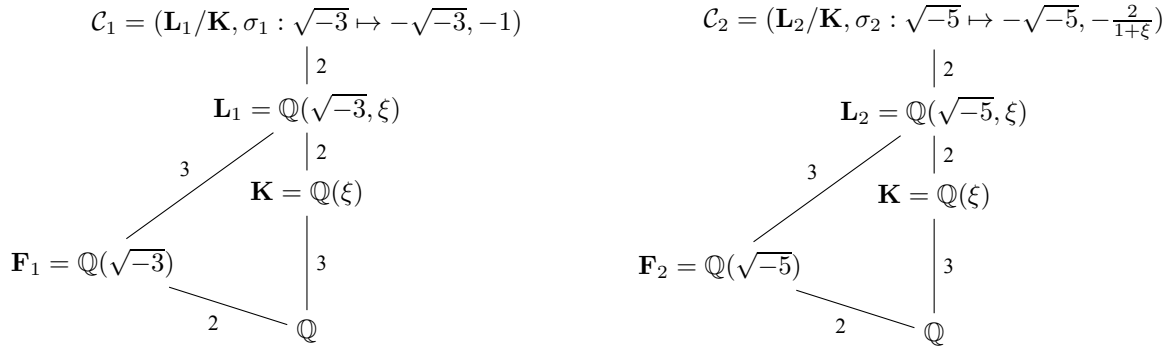 𝒞₁ = (𝐋₁/𝐊, σ₁ : √−3 ↦ −√−3, −1)
2
𝐋₁ = ℚ(√−3, ξ)
3
2
𝐊 = ℚ(ξ)
𝐅₁ = ℚ(√−3)
3
2
ℚ
𝒞₂ = (𝐋₂/𝐊, σ₂ : √−5 ↦ −√−5, −2/(1+ξ))
2
𝐋₂ = ℚ(√−5, ξ)
3
2
𝐊 = ℚ(ξ)
𝐅₂ = ℚ(√−5)
3
2
ℚ